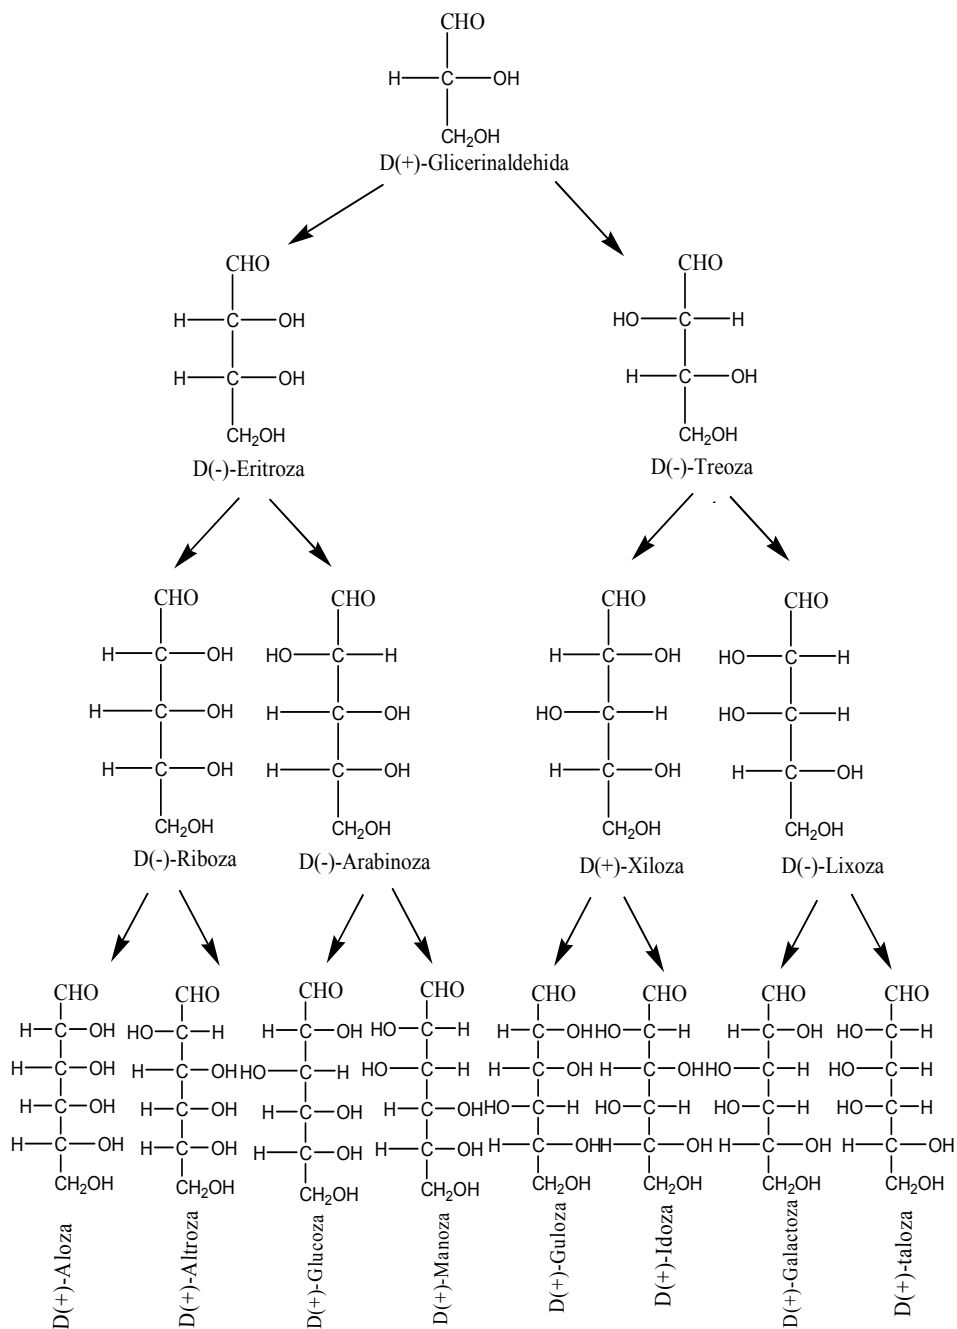 CHO
H C OH
CH2OH
D(+)-Glicerinaldehida
CHO
H C OH
H C OH
CH2OH
D(-)-Eritroza
CHO
HO C H
H C OH
CH2OH
D(-)-Treoza
CHO
H C OH
H C OH
H C OH
CH2OH
D(-)-Riboza
CHO
HO C H
H C OH
H C OH
CH2OH
D(-)-Arabinoza
CHO
H C OH
HO C H
H C OH
CH2OH
D(+)-Xiloza
CHO
HO C H
HO C H
H C OH
CH2OH
D(-)-Lixoza
CHO
H C OH
H C OH
H C OH
H C OH
CH2OH
D(+)-Aloza
CHO
HO C H
H C OH
H C OH
H C OH
CH2OH
D(+)-Altroza
CHO
H C OH
HO C H
H C OH
H C OH
CH2OH
D(+)-Glucoza
CHO
HO C H
HO C H
H C OH
H C OH
CH2OH
D(+)-Manoza
CHO
H C OH
H C OH
HO C H
H C OH
CH2OH
D(+)-Guloza
CHO
HO C H
H C OH
HO C H
H C OH
CH2OH
D(+)-Idoza
CHO
H C OH
HO C H
HO C H
H C OH
CH2OH
D(+)-Galactoza
CHO
HO C H
HO C H
HO C H
H C OH
CH2OH
D(+)-taloza